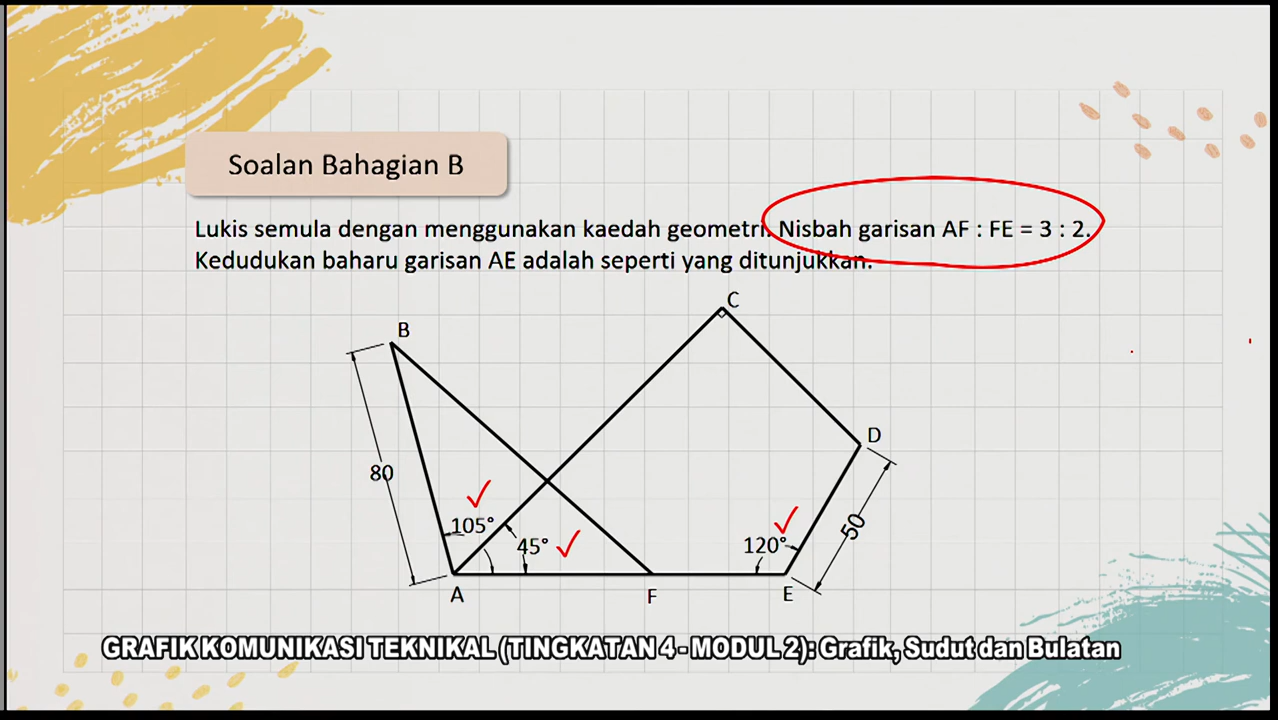 Soalan Bahagian B
Lukis semula dengan menggunakan kaedah geometri. Nisbah garisan AF : FE = 3 : 2.
Kedudukan baharu garisan AE adalah seperti yang ditunjukkan.
C
B
D
80
105°
45°
120°
50
A
F
E
GRAFIK KOMUNIKASI TEKNIKAL (TINGKATAN 4 - MODUL 2): Grafik, Sudut dan Bulatan